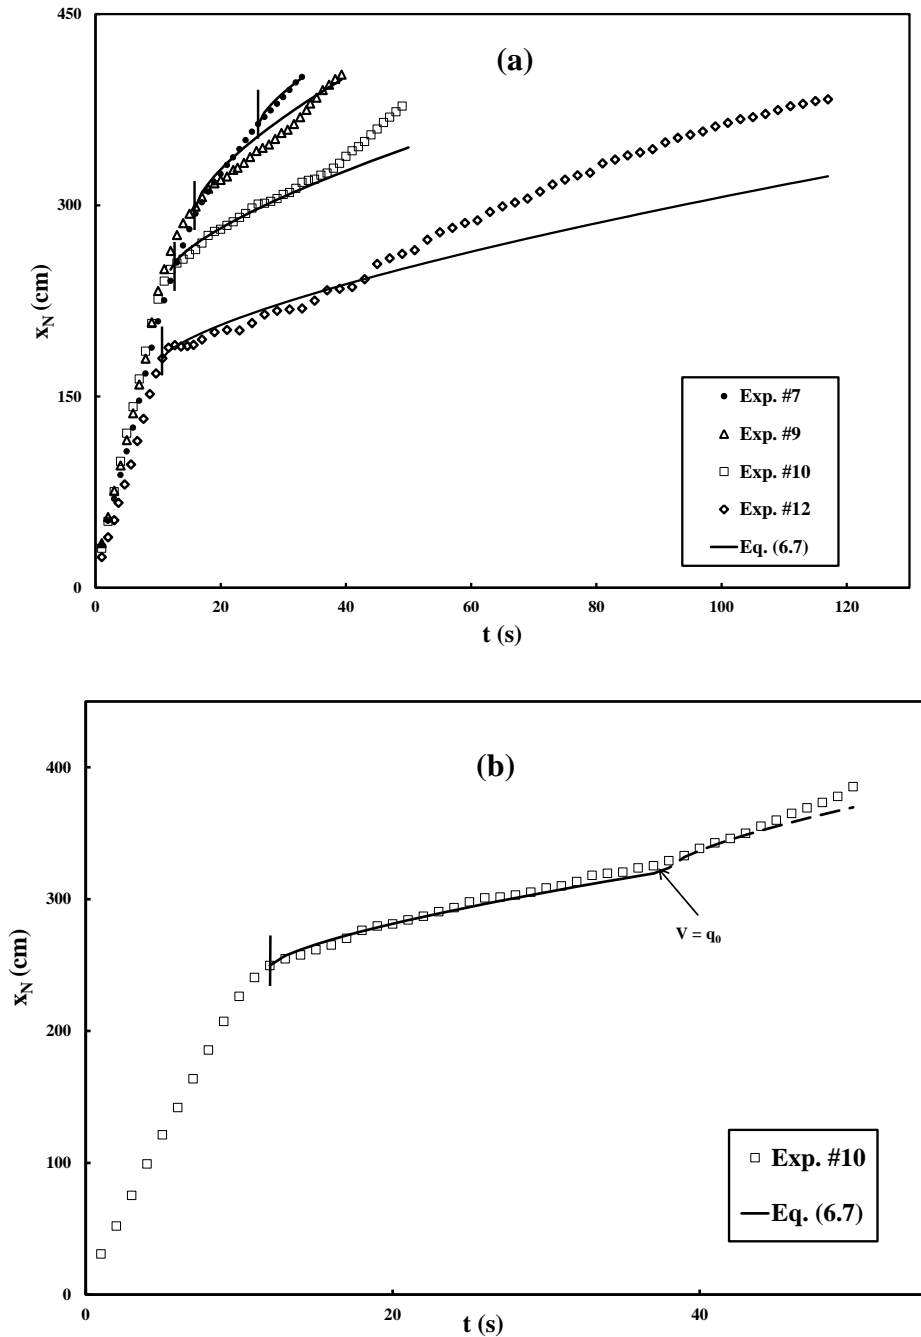 450
(a)
300
x_N (cm)
150
Exp. #7
Exp. #9
Exp. #10
Exp. #12
Eq. (6.7)
0
0 20 40 60 80 100 120
t (s)
400
(b)
300
V = q_0
x_N (cm)
200
100
Exp. #10
Eq. (6.7)
0
0 20 40
t (s)